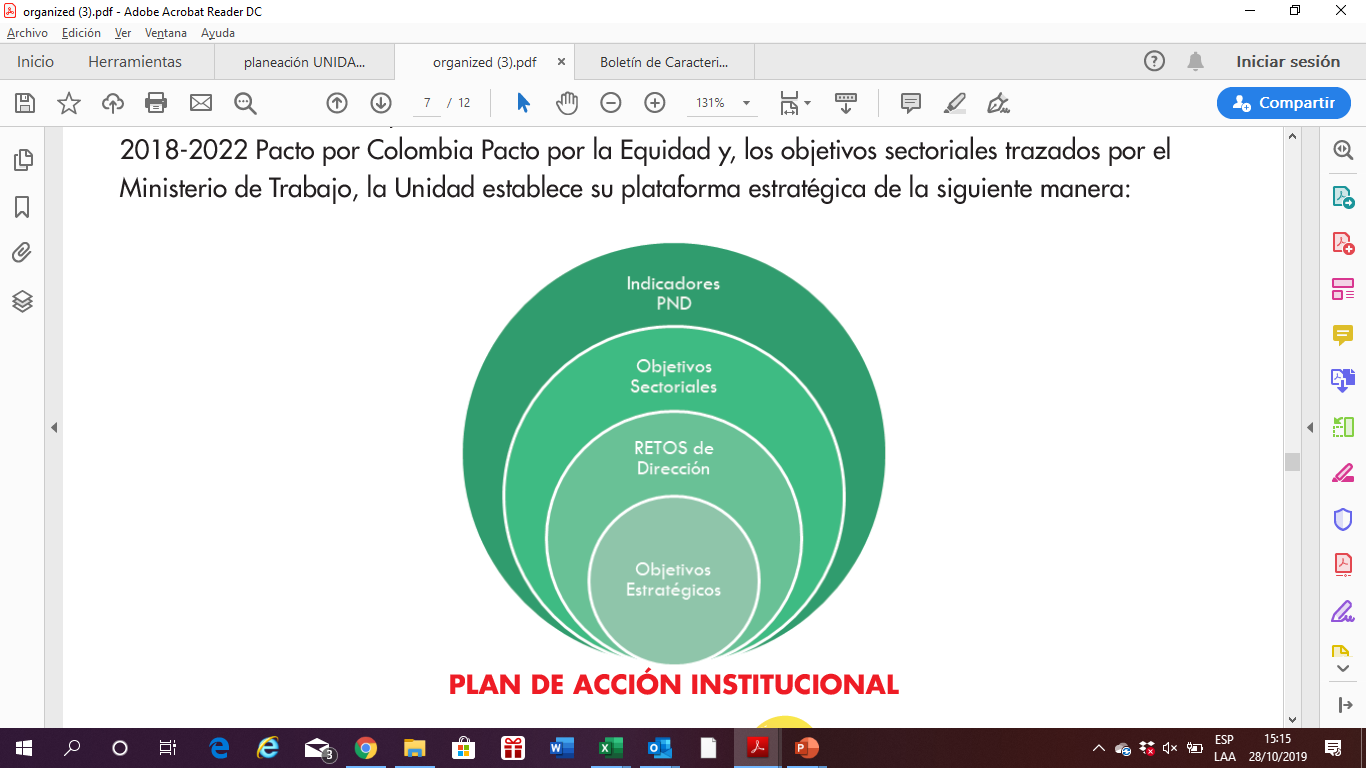 organized (3).pdf - Adobe Acrobat Reader DC
Archivo Edición Ver Ventana Ayuda
Inicio Herramientas planeación UNIDA... organized (3).pdf × Boletín de Caracteri... Iniciar sesión
7 / 12 131% Compartir
2018-2022 Pacto por Colombia Pacto por la Equidad y, los objetivos sectoriales trazados por el
Ministerio de Trabajo, la Unidad establece su plataforma estratégica de la siguiente manera:
Indicadores
PND
Objetivos
Sectoriales
RETOS de
Dirección
Objetivos
Estratégicos
PLAN DE ACCIÓN INSTITUCIONAL
3
ESP
LAA
15:15
28/10/2019